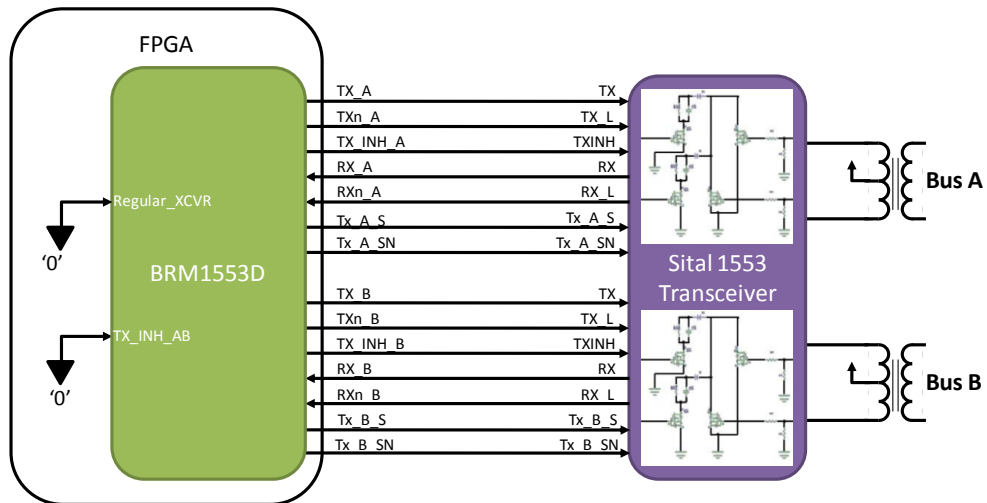 FPGA
TX_A TX
TXn_A TX_L
TX_INH_A TXINH
RX_A RX
Regular_XCVR RXn_A RX_L
Tx_A_S Tx_A_S
'0' Tx_A_SN Tx_A_SN
Bus A
BRM1553D
Sital 1553
Transceiver
TX_B TX
TX_INH_AB TXn_B TX_L
TX_INH_B TXINH
RX_B RX
'0' RXn_B RX_L
Tx_B_S Tx_B_S
Tx_B_SN Tx_B_SN
Bus B